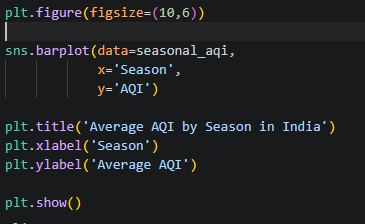 plt.figure(figsize=(10,6))
sns.barplot(data=seasonal_aqi,
            x='Season',
            y='AQI')
plt.title('Average AQI by Season in India')
plt.xlabel('Season')
plt.ylabel('Average AQI')
plt.show()